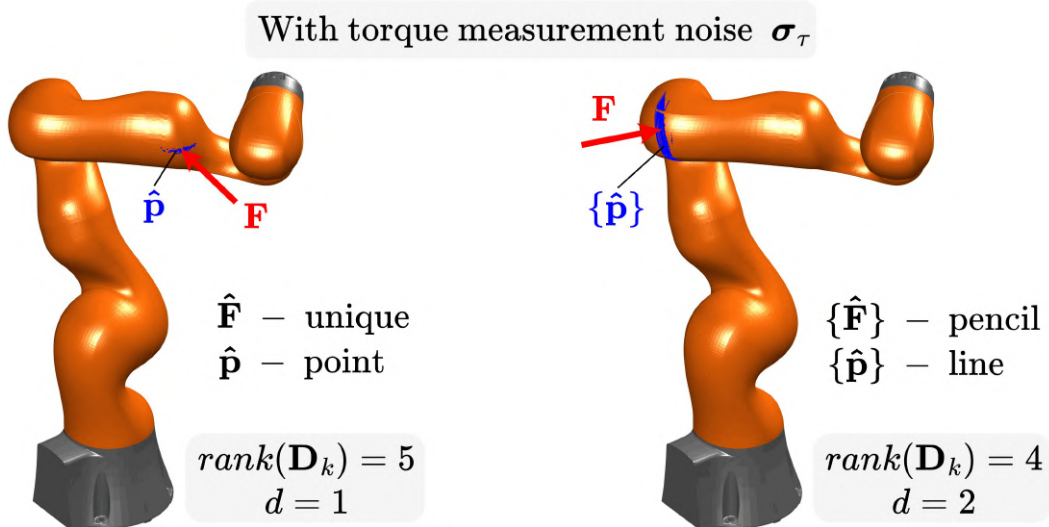 With torque measurement noise 𝝈_τ
F
p̂
F̂ – unique
p̂ – point
rank(D_k) = 5
d = 1
F
{p̂}
{F̂} – pencil
{p̂} – line
rank(D_k) = 4
d = 2